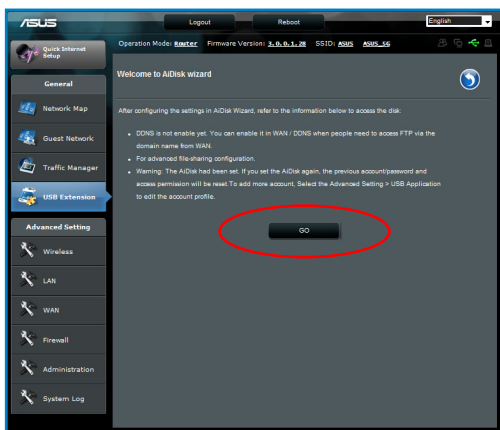 ASUS
Logout
Reboot
English
Quick Internet
Setup
Operation Mode: Router Firmware Version: 3.0.0.1.28 SSID: ASUS ASUS_5G
General
Network Map
Guest Network
Traffic Manager
USB Extension
Advanced Setting
Wireless
LAN
WAN
Firewall
Administration
System Log
Welcome to AiDisk wizard
After configuring the settings in AiDisk Wizard, refer to the information below to access the disk:
• DDNS is not enable yet. You can enable it in WAN / DDNS when people need to access FTP via the
domain name from WAN.
• For advanced file-sharing configuration.
• Warning: The AiDisk had been set. If you set the AiDisk again, the previous account/password and
access permission will be reset.To add more account, Select the Advanced Setting > USB Application
to edit the account profile.
GO